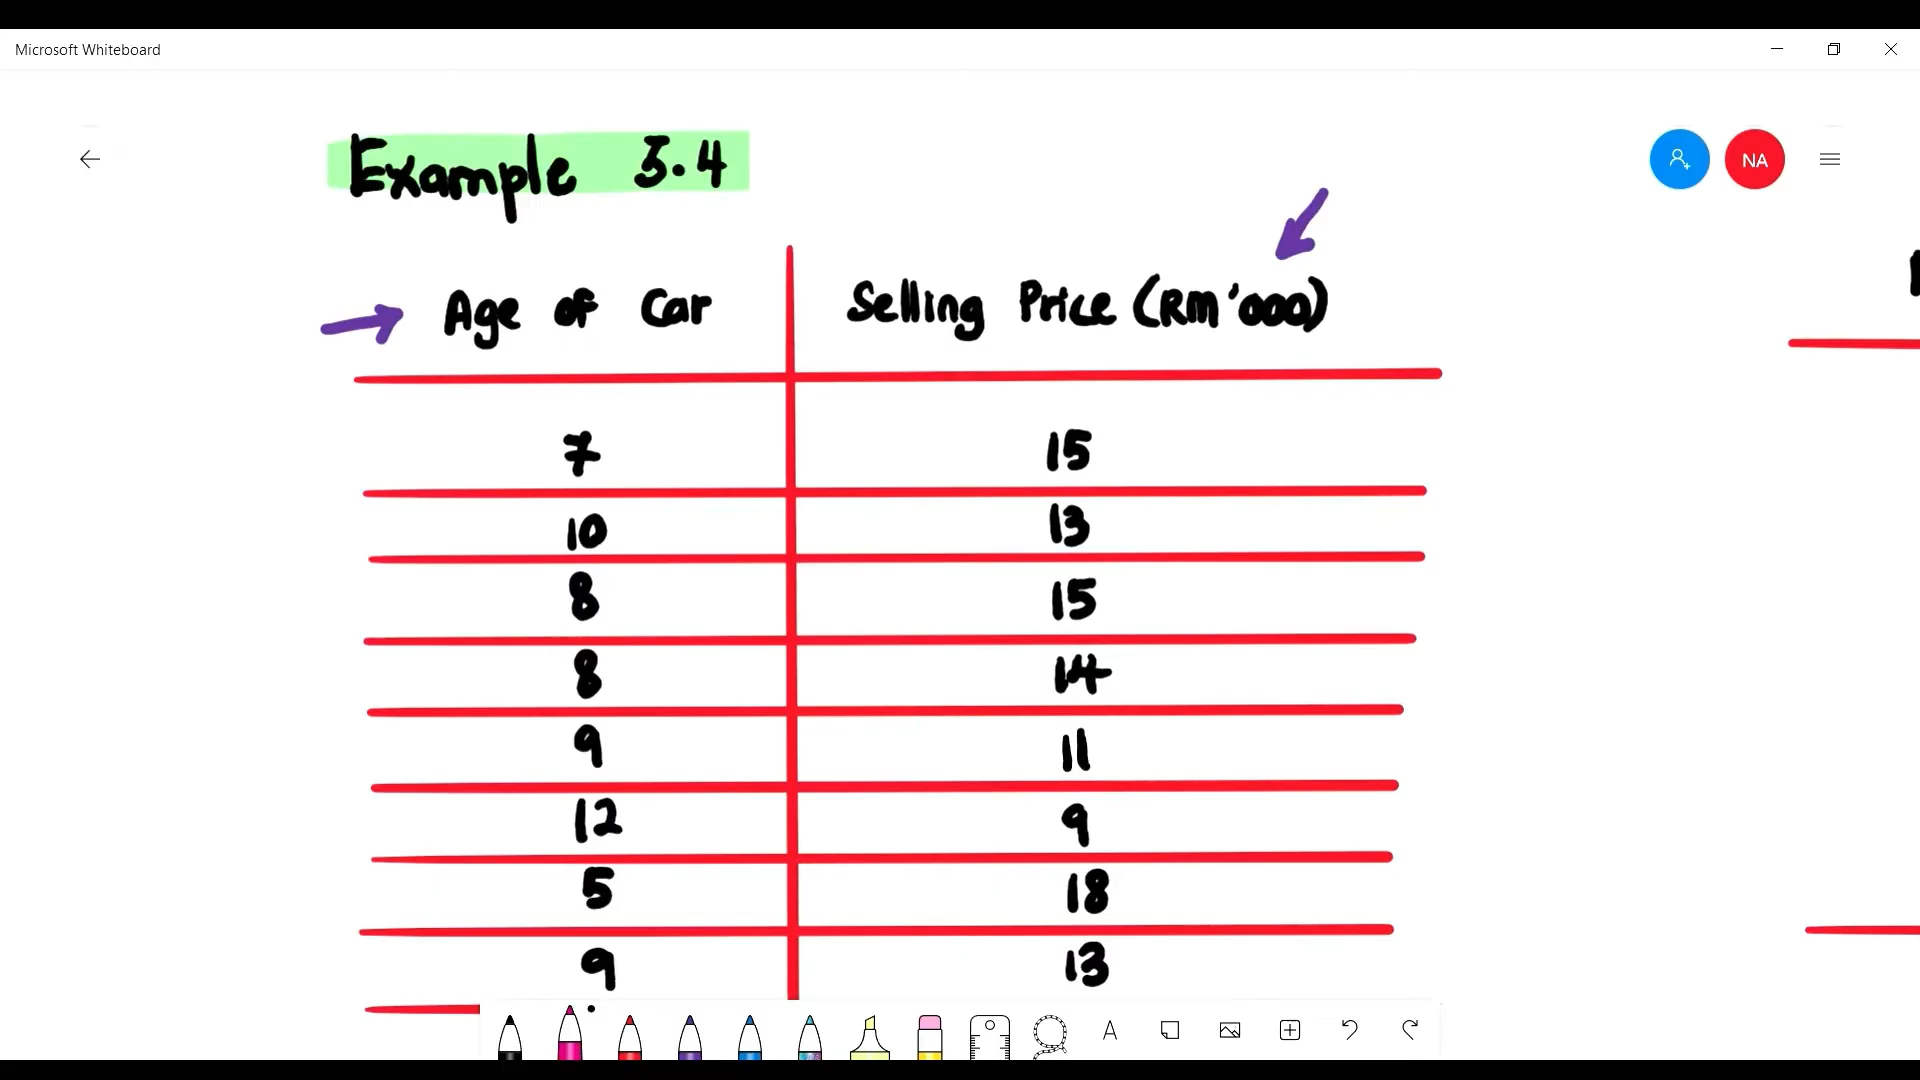 Microsoft Whiteboard
Example 3.4
NA
Age of Car Selling Price (RM'000)
7 15
10 13
8 15
8 14
9 11
12 9
5 18
9 13
A